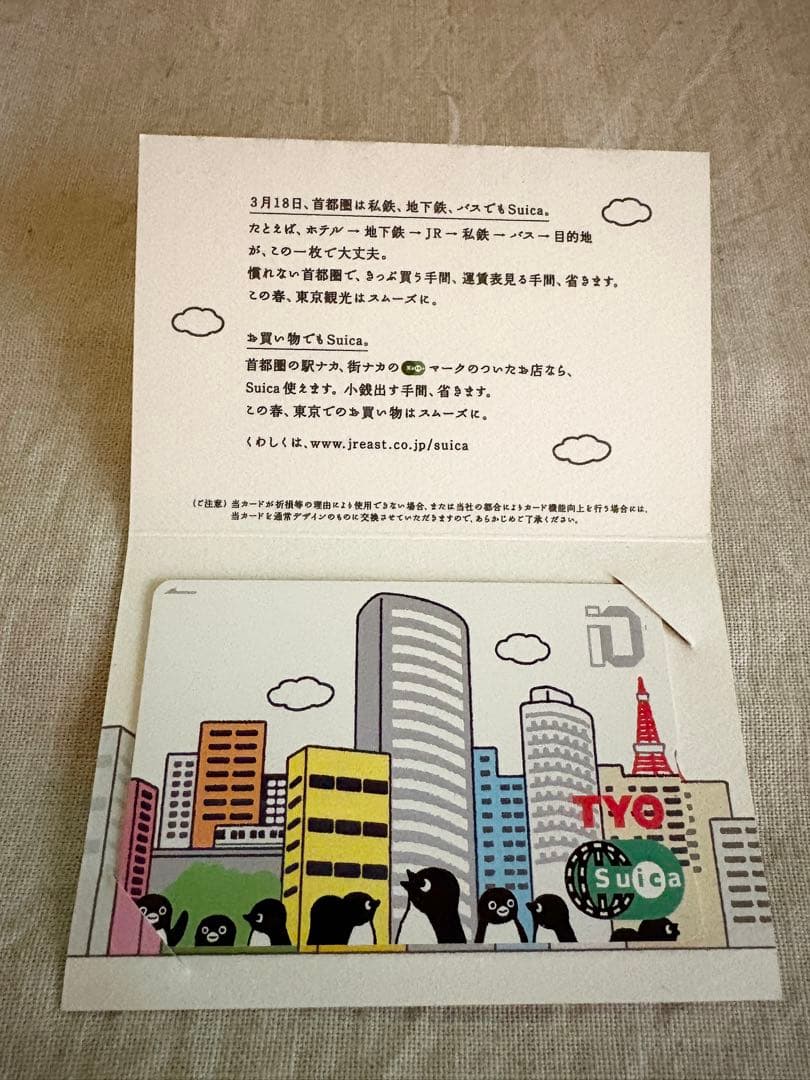 3月18日、首都圏は私鉄、地下鉄、バスでもSuica。
たとえば、ホテル→地下鉄→JR→私鉄→バス→目的地
が、この一枚で大丈夫。
慣れない首都圏で、きっぷ買う手間、運賃表見る手間、省きます。
この春、東京観光はスムーズに。
お買い物でもSuica。
首都圏の駅ナカ、街ナカのSuicaマークのついたお店なら、
Suica使えます。小銭出す手間、省きます。
この春、東京でのお買い物はスムーズに。
くわしくは、www.jreast.co.jp/suica
(ご注意) 当カードが折損等の理由により使用できない場合、または当社の都合によりカード機能向上を行う場合には、
当カードを通常デザインのものに交換させていただきますので、あらかじめご了承ください。
iD
TYO
Suica